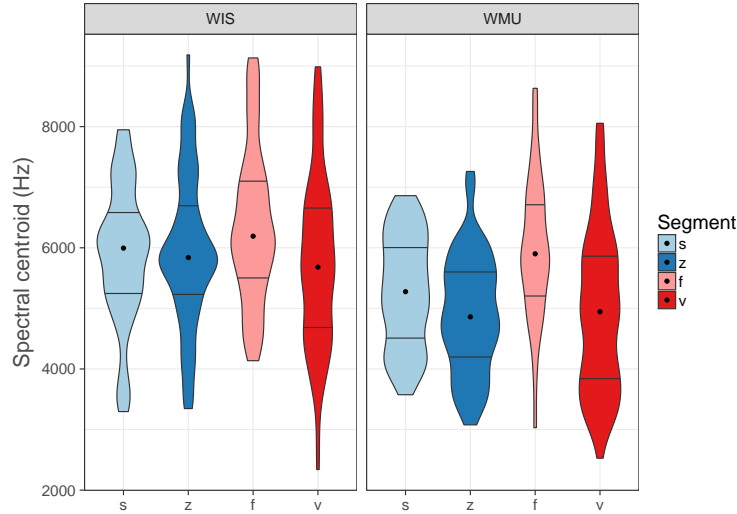 WIS WMU
Spectral centroid (Hz)
8000
6000
4000
2000
s z f v s z f v
Segment
s
z
f
v